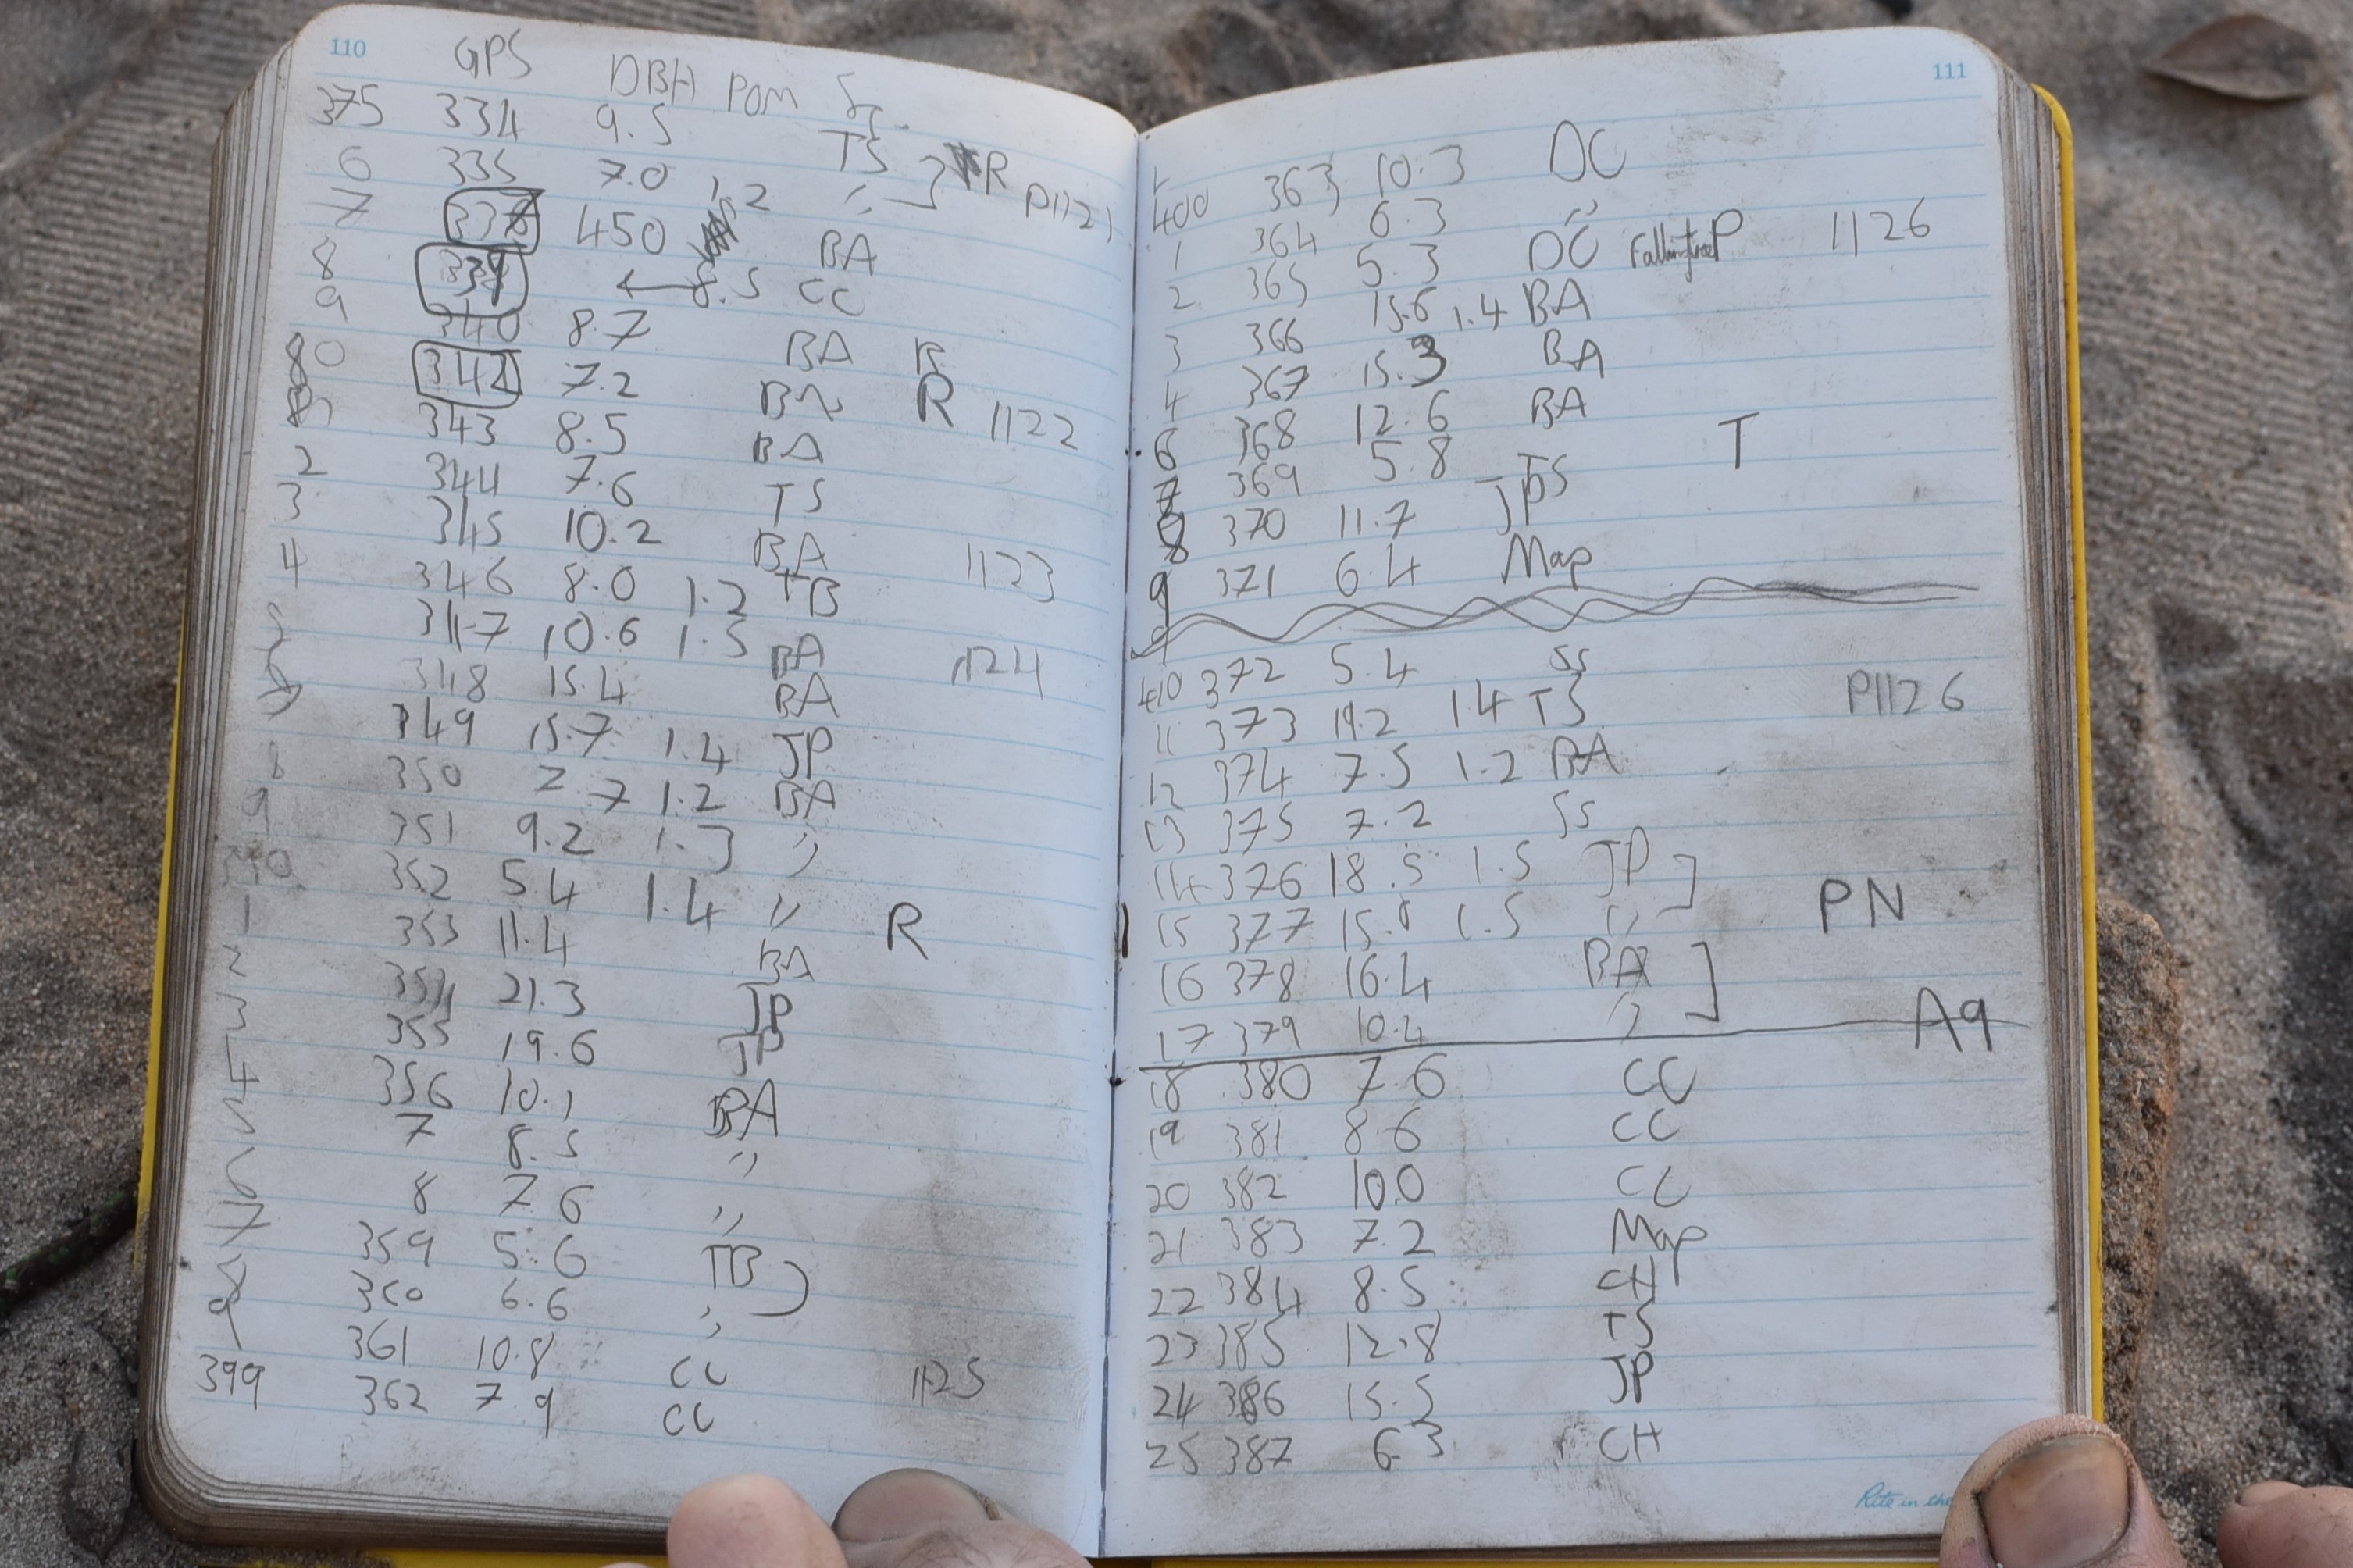 110
GPS DBH POM
375 334 9.5 TS R
6 335 7.0 1.2 " P1121
7 450 BA
8 8.5 CC
9 340 8.7 BA R
342 7.2 BA R
343 8.5 BA 1122
2 344 7.6 TS
3 345 10.2 BA
4 346 8.0 1.2 TB 1123
347 10.6 1.3 BA
348 15.4 BA 1124
349 15.7 1.4 JP
8 350 7 1.2 BA
9 351 9.2 1.3 "
390 352 5.4 1.4 "
1 353 11.4 BA R
2 354 21.3 JP
3 355 19.6 JP
4 356 10.1 BA
5 7 8.5 "
6 8 7.6 "
7 359 5.6 TB
8 360 6.6 "
9 361 10.8 CC
399 362 7.9 CC 1125
111
400 363 10.3 DC
1 364 6.3 "
2 365 5.3 DC Falling tree P 1126
3 366 15.6 1.4 BA
4 367 15.3 BA
6 368 12.6 BA
7 369 5.8 TS T
8 370 11.7 JP
9 371 6.4 Map
410 372 5.4 SS
11 373 19.2 1.4 TS P1126
12 374 7.5 1.2 BA
13 375 7.2 SS
14 376 18.5 1.5 JP
15 377 15.1 1.5 " PN
16 378 16.4 BA
17 379 10.4 " A9
18 380 7.6 CC
19 381 8.6 CC
20 382 10.0 CC
21 383 7.2 Map
22 384 8.5 CH
23 385 12.8 TS
24 386 15.5 JP
25 387 6.3 CH
Rite in the